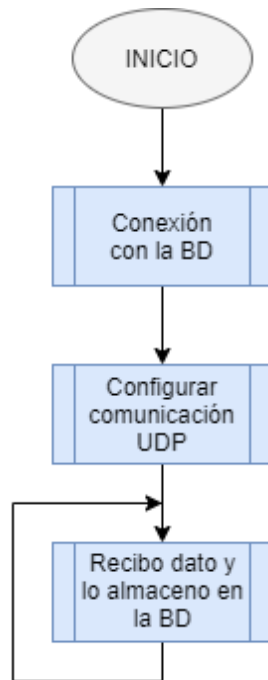 INICIO
Conexión
con la BD
Configurar
comunicación
UDP
Recibo dato y
lo almaceno en
la BD